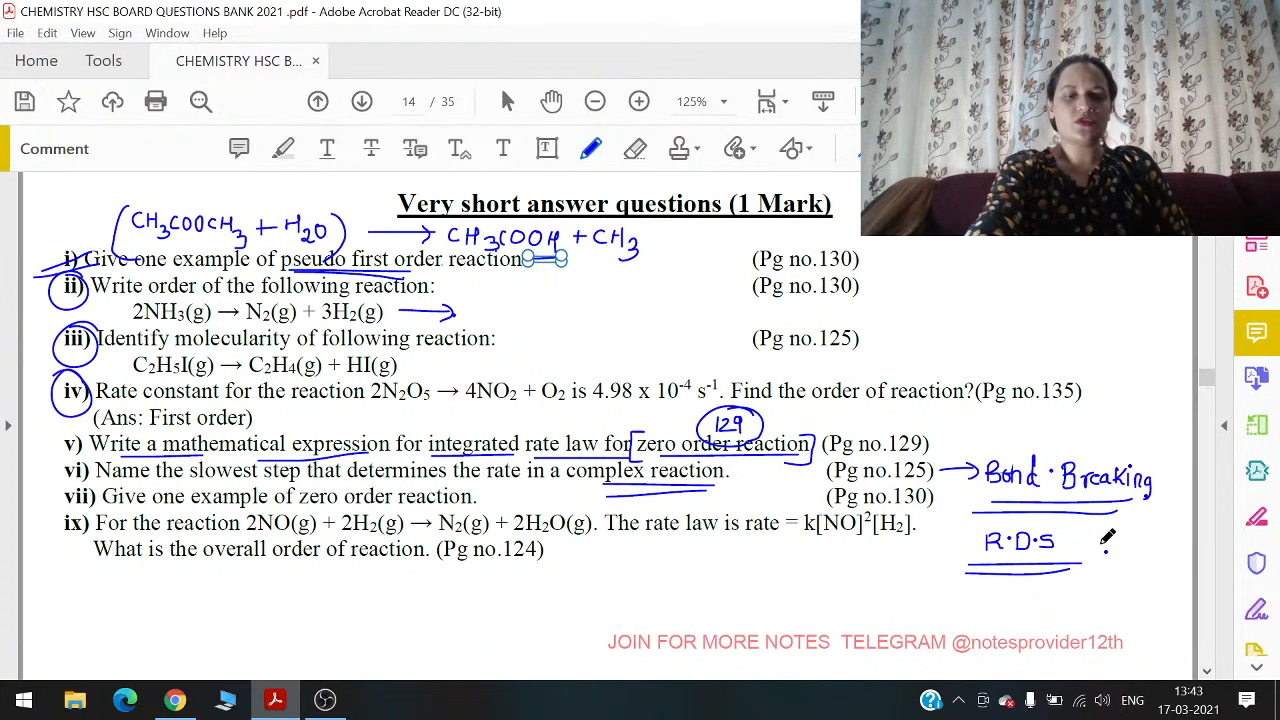 CHEMISTRY HSC BOARD QUESTIONS BANK 2021 .pdf - Adobe Acrobat Reader DC (32-bit)
File Edit View Sign Window Help
Home Tools CHEMISTRY HSC B... ×
14 / 35 125%
Comment
Very short answer questions (1 Mark)
(CH₃COOCH₃ + H₂O) → CH₃COOH + CH₃
i) Give one example of pseudo first order reaction (Pg no.130)
ii) Write order of the following reaction: (Pg no.130)
2NH₃(g) → N₂(g) + 3H₂(g) →
iii) Identify molecularity of following reaction: (Pg no.125)
C₂H₅I(g) → C₂H₄(g) + HI(g)
iv) Rate constant for the reaction 2N₂O₅ → 4NO₂ + O₂ is 4.98 x 10⁻⁴ s⁻¹. Find the order of reaction?(Pg no.135)
(Ans: First order)
129
v) Write a mathematical expression for integrated rate law for [zero order reaction] (Pg no.129)
vi) Name the slowest step that determines the rate in a complex reaction. (Pg no.125) → Bond · Breaking
vii) Give one example of zero order reaction. (Pg no.130)
ix) For the reaction 2NO(g) + 2H₂(g) → N₂(g) + 2H₂O(g). The rate law is rate = k[NO]²[H₂].
R·D·S
What is the overall order of reaction. (Pg no.124)
JOIN FOR MORE NOTES TELEGRAM @notesprovider12th
ENG
13:43
17-03-2021